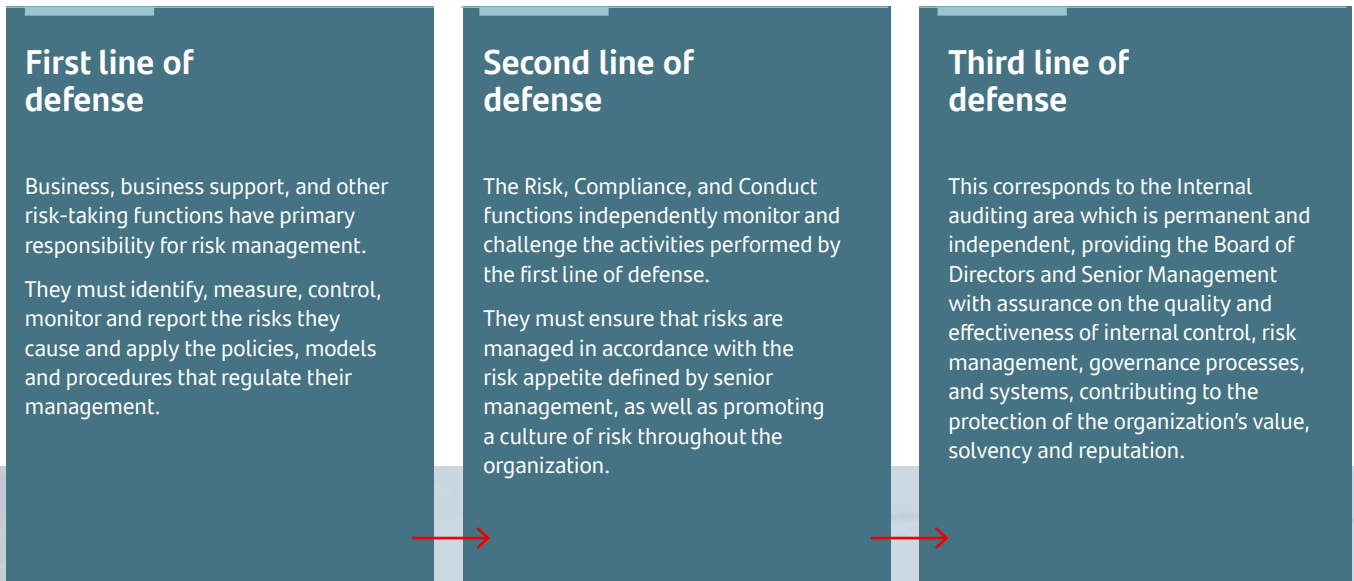 First line of
defense
Business, business support, and other
risk-taking functions have primary
responsibility for risk management.
They must identify, measure, control,
monitor and report the risks they
cause and apply the policies, models
and procedures that regulate their
management.
Second line of
defense
The Risk, Compliance, and Conduct
functions independently monitor and
challenge the activities performed by
the first line of defense.
They must ensure that risks are
managed in accordance with the
risk appetite defined by senior
management, as well as promoting
a culture of risk throughout the
organization.
Third line of
defense
This corresponds to the Internal
auditing area which is permanent and
independent, providing the Board of
Directors and Senior Management
with assurance on the quality and
effectiveness of internal control, risk
management, governance processes,
and systems, contributing to the
protection of the organization's value,
solvency and reputation.